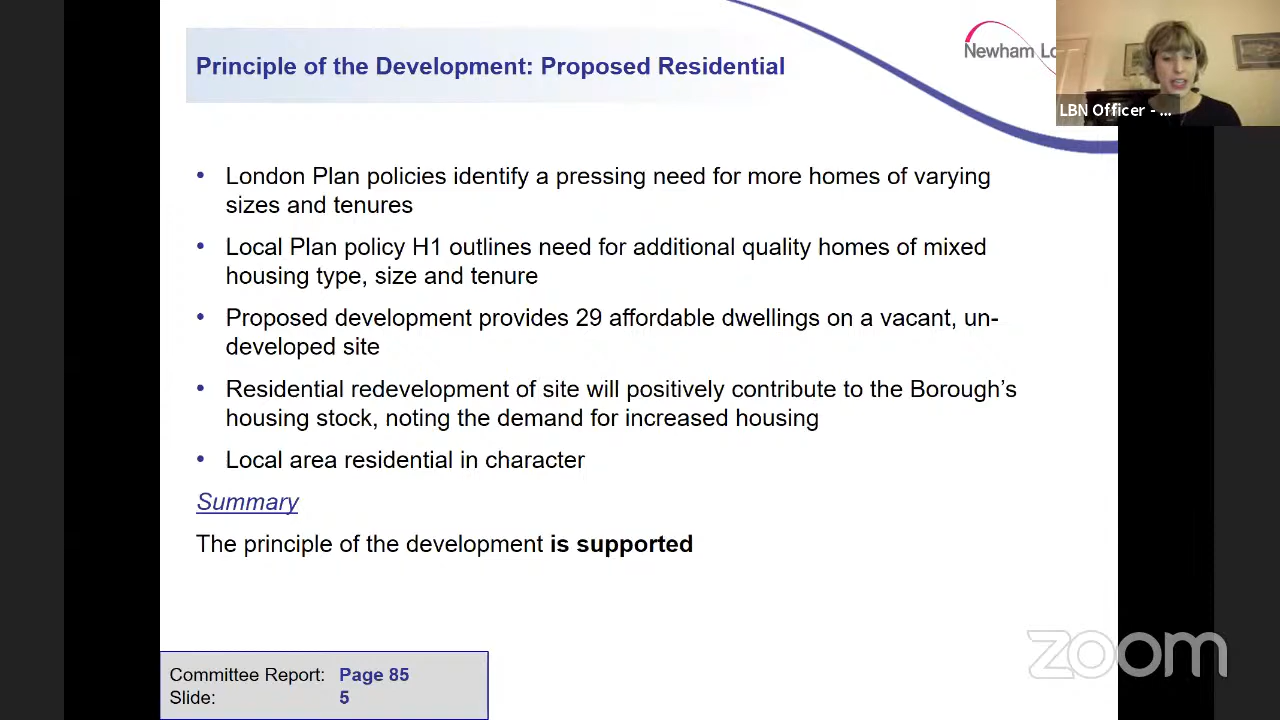 Principle of the Development: Proposed Residential
Newham Lo
LBN Officer - ...
• London Plan policies identify a pressing need for more homes of varying
sizes and tenures
• Local Plan policy H1 outlines need for additional quality homes of mixed
housing type, size and tenure
• Proposed development provides 29 affordable dwellings on a vacant, un-
developed site
• Residential redevelopment of site will positively contribute to the Borough’s
housing stock, noting the demand for increased housing
• Local area residential in character
Summary
The principle of the development is supported
zoom
Committee Report: Page 85
Slide: 5